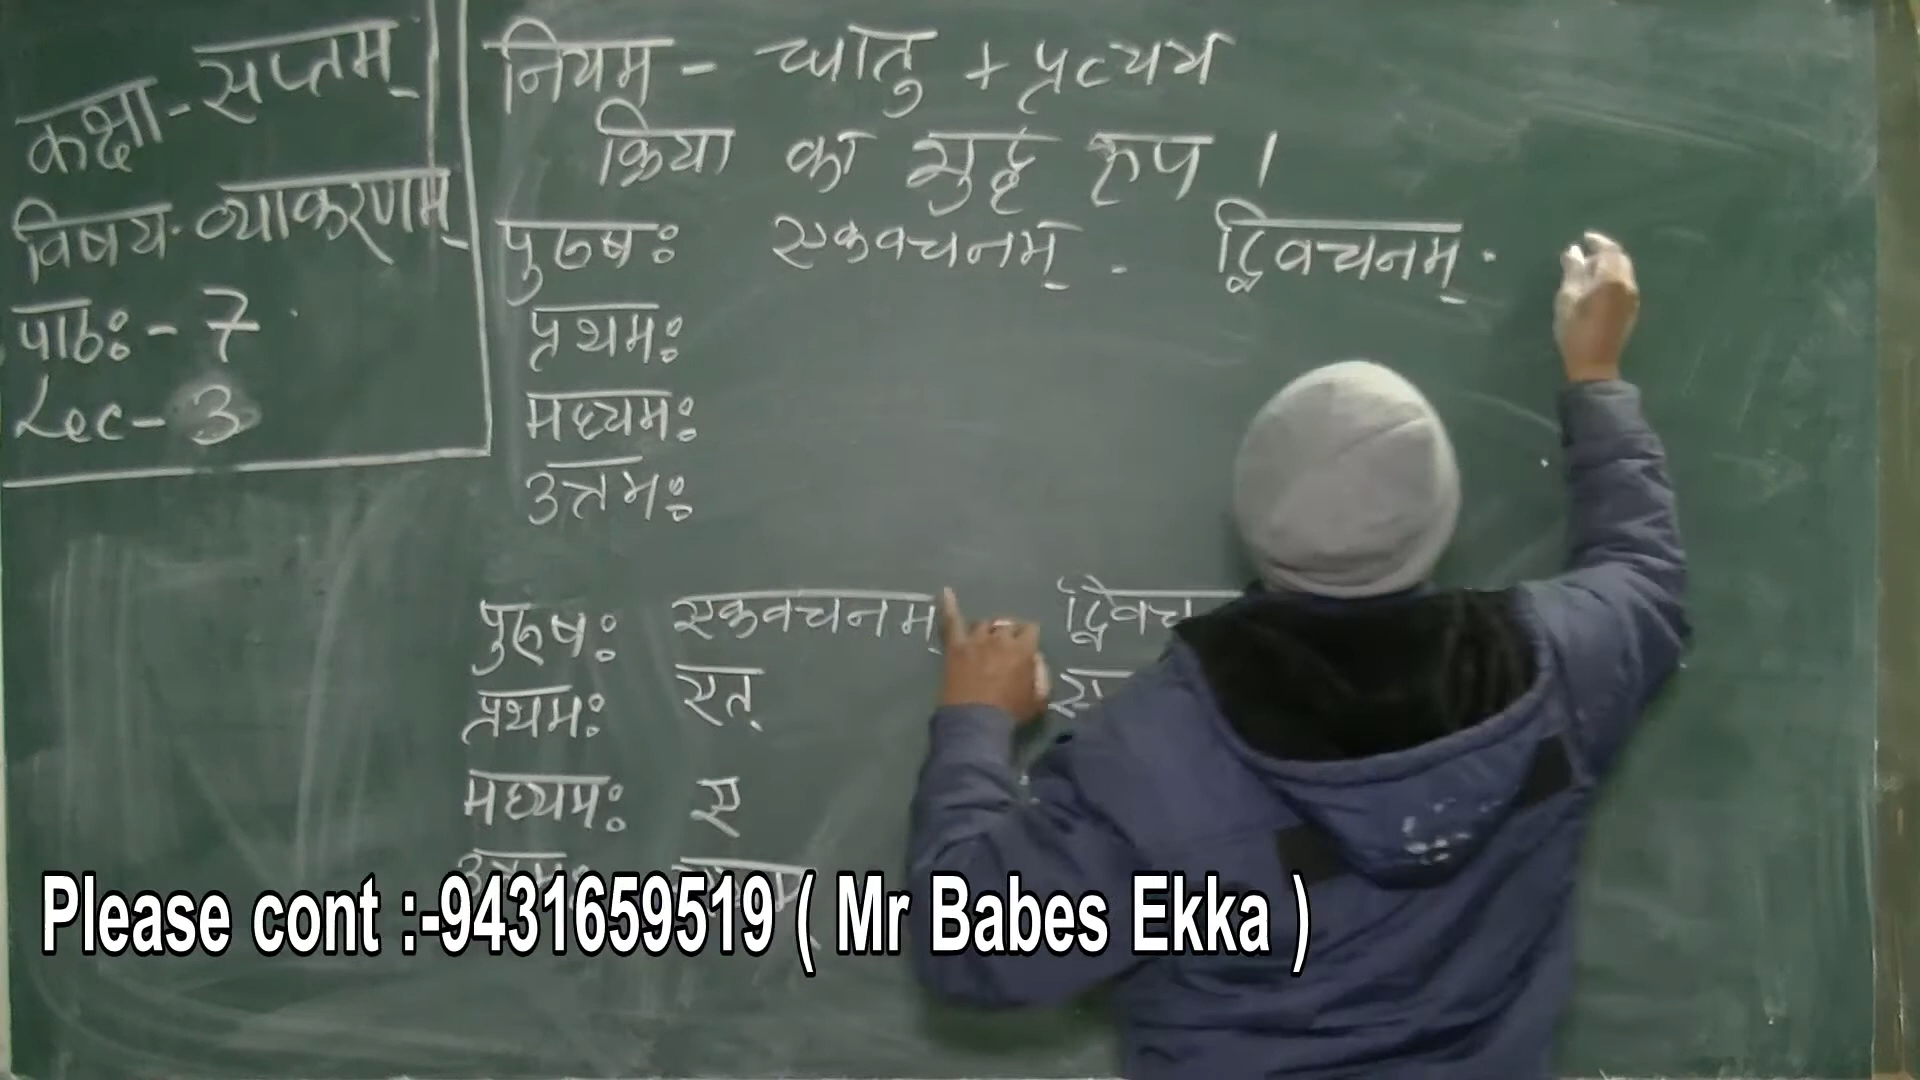 कक्षा - सप्तम्
विषय - व्याकरणम्
पाठः - 7
Lec - 3
नियम - धातु + प्रत्यय
क्रिया का शुद्ध रूप ।
पुरुषः एकवचनम् - द्विवचनम् -
प्रथमः
मध्यमः
उत्तमः
पुरुषः एकवचनम् द्विवच
प्रथमः एत्
मध्यमः ए
Please cont :-9431659519 ( Mr Babes Ekka )